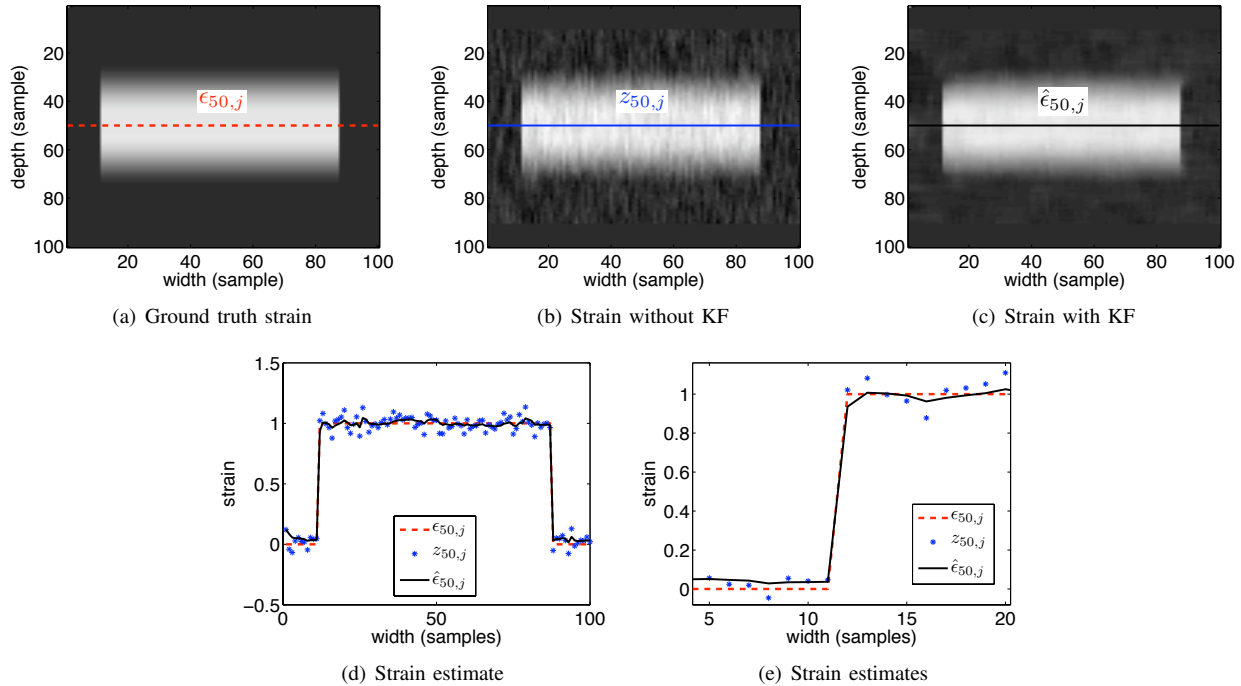 20
40
60
80
100
depth (sample)
20 40 60 80 100
width (sample)
ϵ50,j
(a) Ground truth strain
20
40
60
80
100
depth (sample)
20 40 60 80 100
width (sample)
z50,j
(b) Strain without KF
20
40
60
80
100
depth (sample)
20 40 60 80 100
width (sample)
ϵ̂50,j
(c) Strain with KF
1.5
1
0.5
0
−0.5
strain
0 50 100
width (samples)
ϵ50,j
z50,j
ϵ̂50,j
(d) Strain estimate
1
0.8
0.6
0.4
0.2
0
strain
5 10 15 20
width (samples)
ϵ50,j
z50,j
ϵ̂50,j
(e) Strain estimates